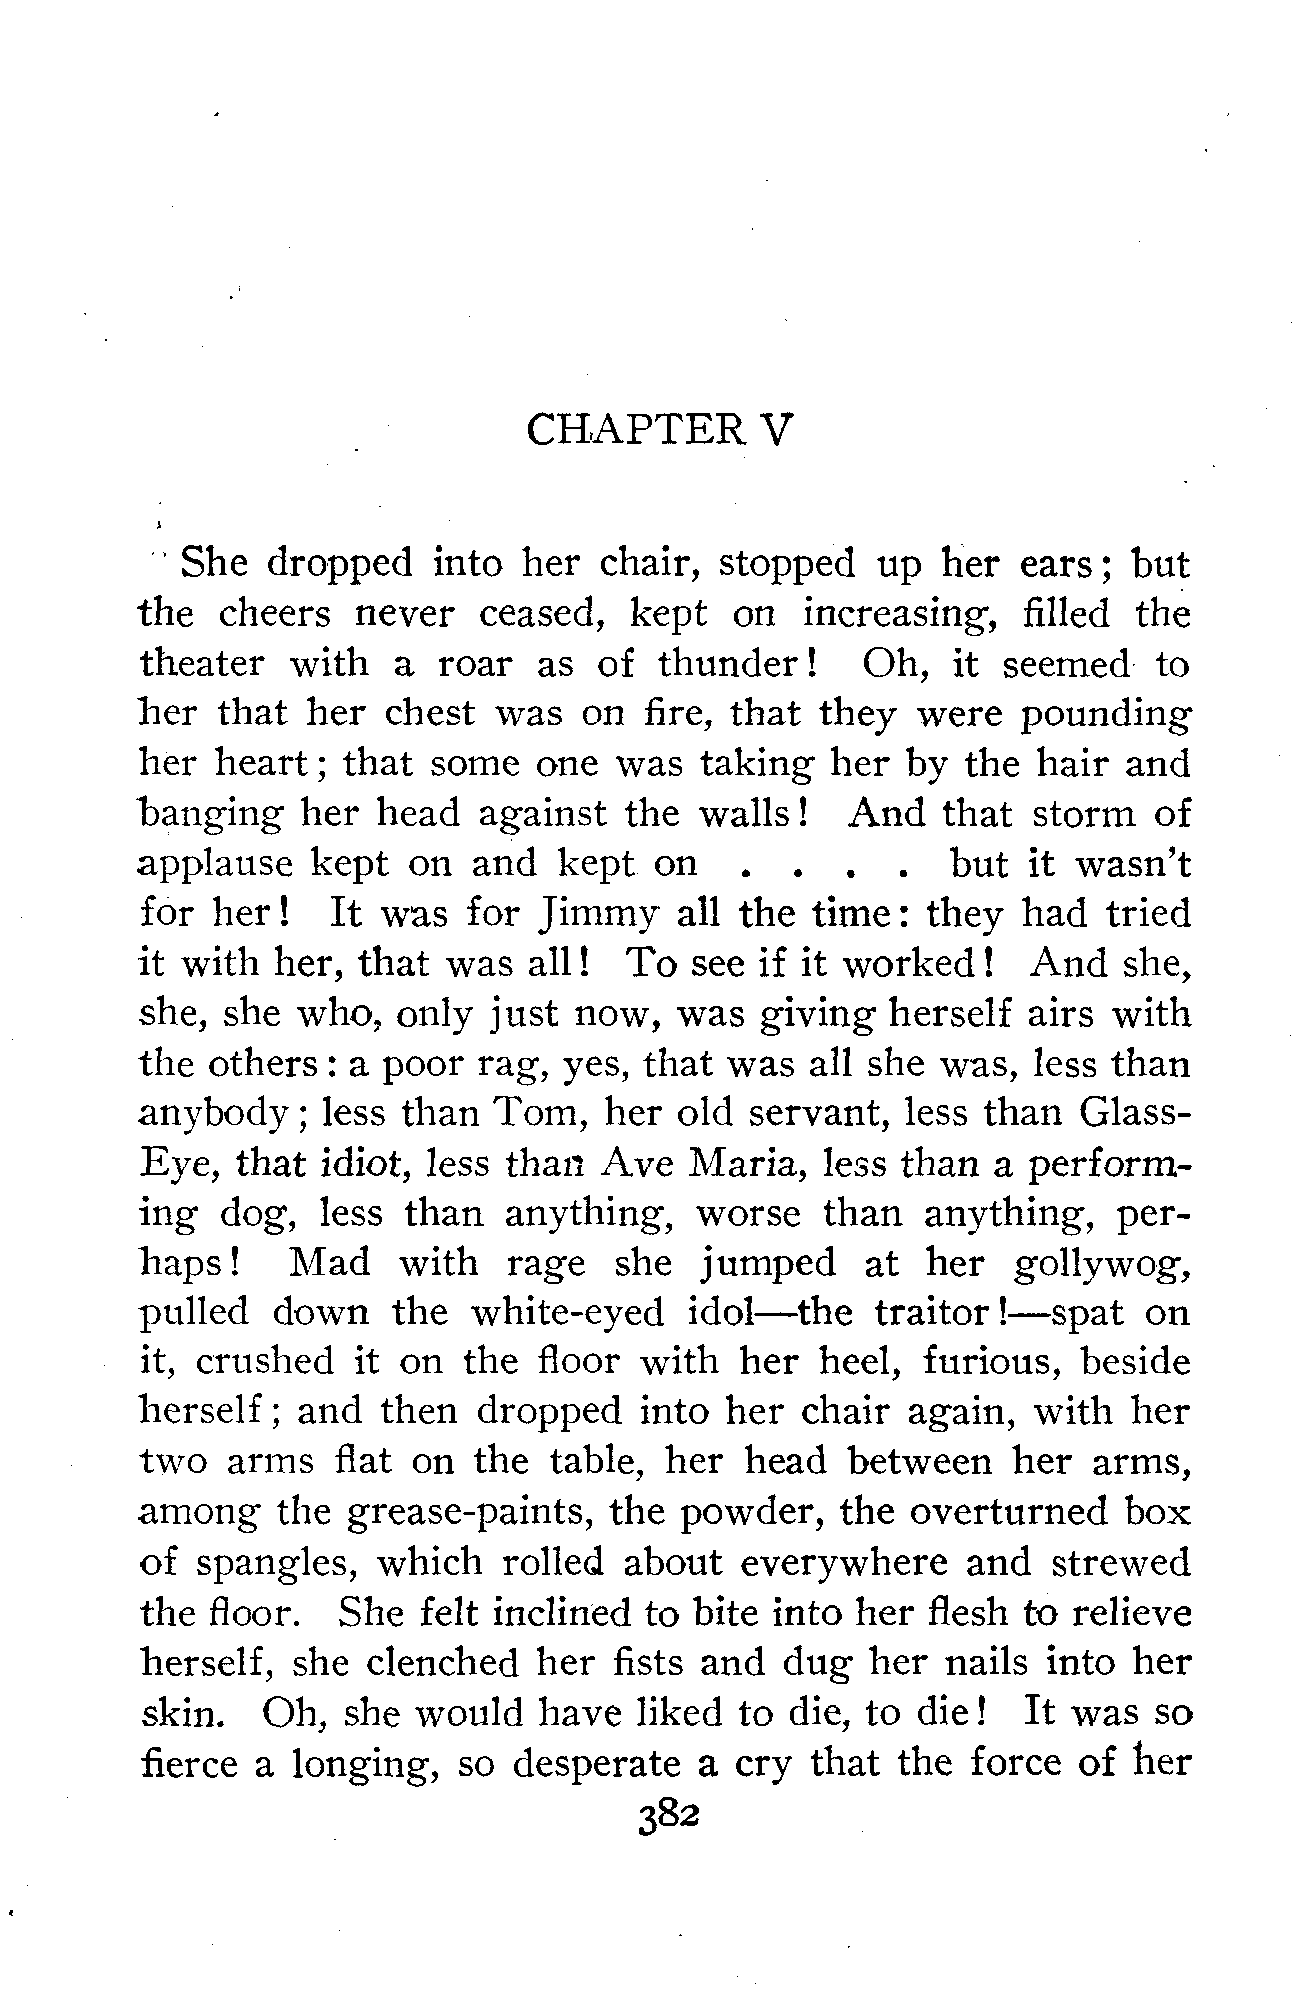 CHAPTER V
She dropped into her chair, stopped up her ears; but
the cheers never ceased, kept on increasing, filled the
theater with a roar as of thunder! Oh, it seemed to
her that her chest was on fire, that they were pounding
her heart; that some one was taking her by the hair and
banging her head against the walls! And that storm of
applause kept on and kept on . . . . but it wasn't
for her! It was for Jimmy all the time: they had tried
it with her, that was all! To see if it worked! And she,
she, she who, only just now, was giving herself airs with
the others: a poor rag, yes, that was all she was, less than
anybody; less than Tom, her old servant, less than Glass-
Eye, that idiot, less than Ave Maria, less than a perform-
ing dog, less than anything, worse than anything, per-
haps! Mad with rage she jumped at her gollywog,
pulled down the white-eyed idol—the traitor!—spat on
it, crushed it on the floor with her heel, furious, beside
herself; and then dropped into her chair again, with her
two arms flat on the table, her head between her arms,
among the grease-paints, the powder, the overturned box
of spangles, which rolled about everywhere and strewed
the floor. She felt inclined to bite into her flesh to relieve
herself, she clenched her fists and dug her nails into her
skin. Oh, she would have liked to die, to die! It was so
fierce a longing, so desperate a cry that the force of her
382